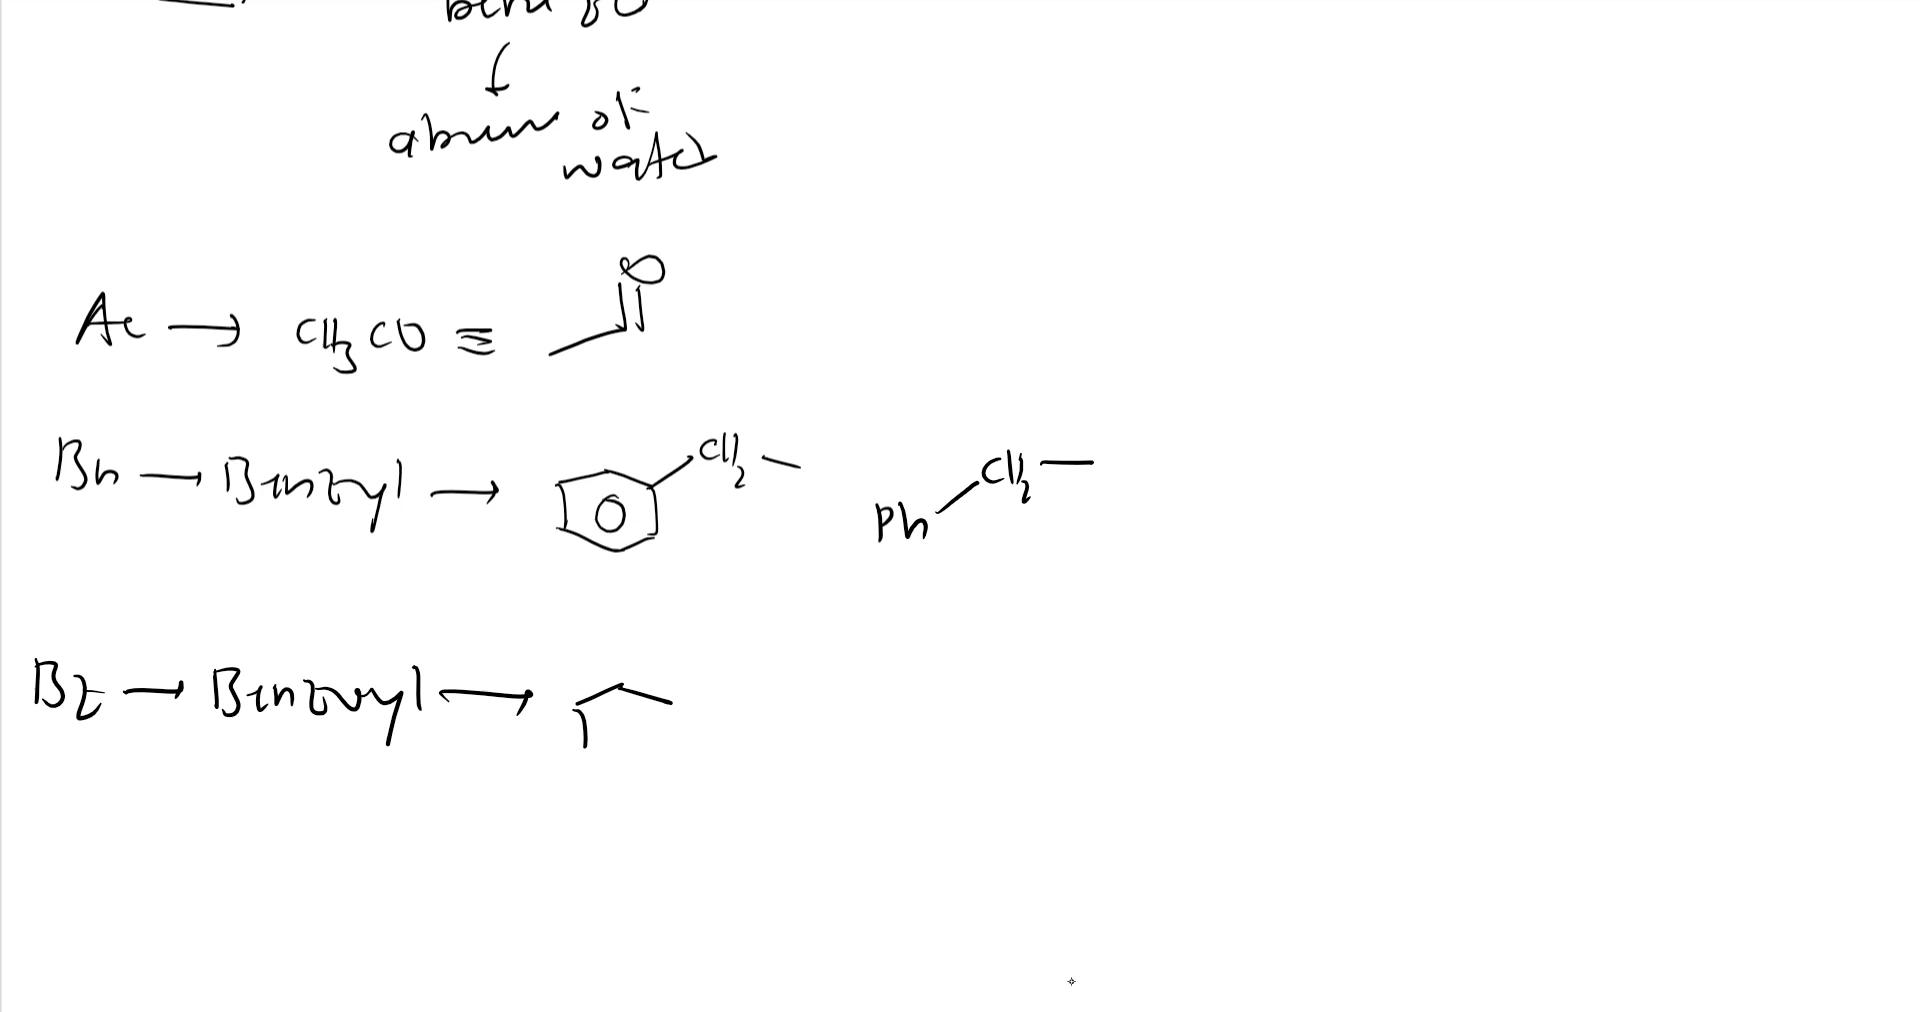 absence of
water
Ac → CH3CO ≡ O
Bn → Benzyl → CH2 — Ph CH2 —
Bz → Benzoyl →